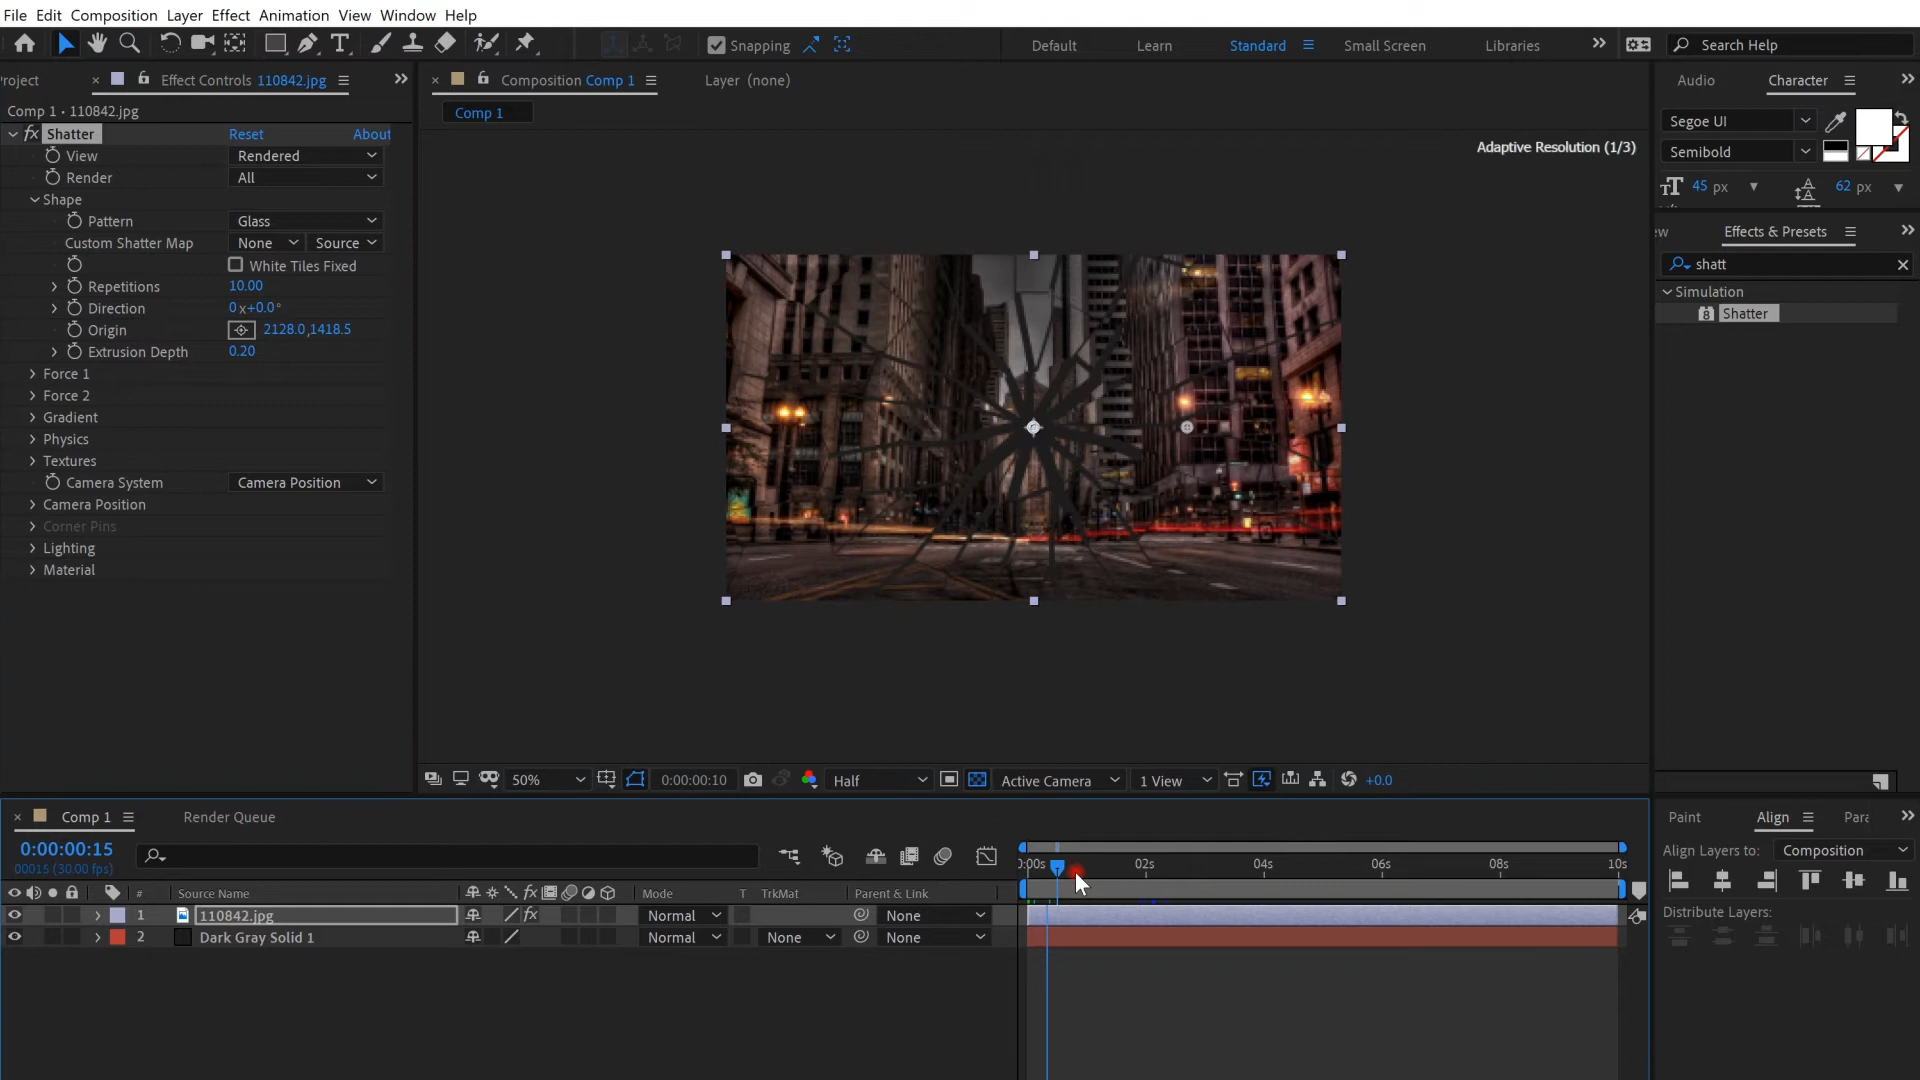 File Edit Composition Layer Effect Animation View Window Help
Snapping
Default Learn Standard Small Screen Libraries
Search Help
roject
Effect Controls 110842.jpg
Composition Comp 1
Layer (none)
Audio Character
Comp 1 • 110842.jpg
Comp 1
Segoe UI
Shatter Reset About
Adaptive Resolution (1/3)
Semibold
View Rendered
Render All
45 px
62 px
Shape
Pattern Glass
Custom Shatter Map None Source
ew
Effects & Presets
White Tiles Fixed
shatt
Repetitions 10.00
Simulation
Direction 0x+0.0°
Shatter
Origin 2128.0,1418.5
Extrusion Depth 0.20
Force 1
Force 2
Gradient
Physics
Textures
Camera System Camera Position
Camera Position
Corner Pins
Lighting
Material
50%
0:00:00:10
Half
Active Camera
1 View
+0.0
Comp 1
Render Queue
Paint Align Para
0:00:00:15
00015 (30.00 fps)
0:00s 02s 04s 06s 08s 10s
Align Layers to: Composition
# Source Name Mode T TrkMat Parent & Link
1 110842.jpg Normal None
2 Dark Gray Solid 1 Normal None None
Distribute Layers: